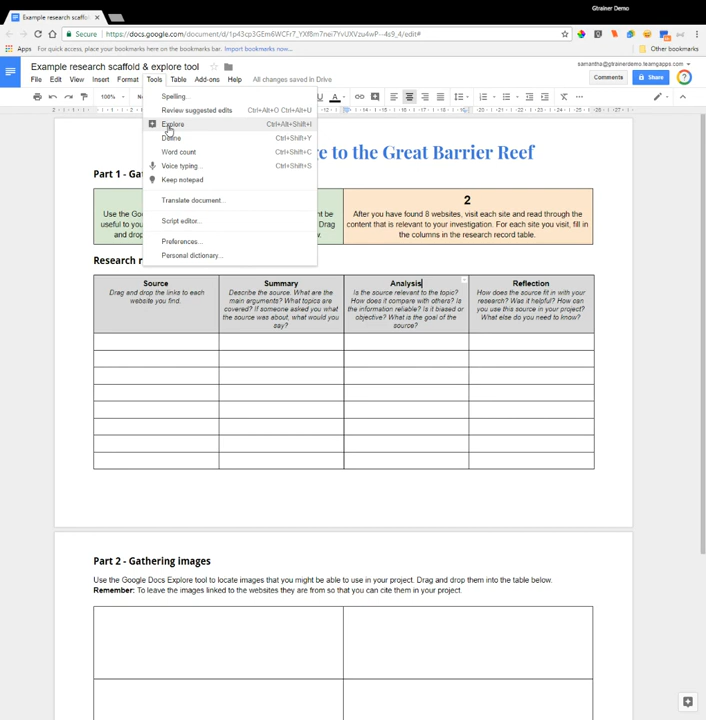 Gtrainer Demo
Example research scaffold
Secure
https://docs.google.com/document/d/1p43cp3GEm6WCFr7_YXf8m7nei7YvUXVzu4wP--4s9_4/edit#
Apps For quick access, place your bookmarks here on the bookmarks bar. Import bookmarks now... Other bookmarks
Example research scaffold & explore tool
samantha@gtrainerdemo.teamapps.com
File Edit View Insert Format Tools Table Add-ons Help All changes saved in Drive
Comments Share
100%
Spelling...
Review suggested edits Ctrl+Alt+O Ctrl+Alt+U
Explore Ctrl+Alt+Shift+I
Define Ctrl+Shift+Y
Word count Ctrl+Shift+C
Voice typing... Ctrl+Shift+S
Keep notepad
Translate document...
Script editor...
Preferences...
Personal dictionary...
e to the Great Barrier Reef
Part 1 - Ga
Use the Goo
useful to you
and drop
t be
Drag
2
After you have found 8 websites, visit each site and read through the
content that is relevant to your investigation. For each site you visit, fill in
the columns in the research record table.
Research r
Source
Drag and drop the links to each
website you find.
Summary
Describe the source. What are the
main arguments? What topics are
covered? If someone asked you what
the source was about, what would you
say?
Analysis
Is the source relevant to the topic?
How does it compare with others? Is
the information reliable? Is it biased or
objective? What is the goal of the
source?
Reflection
How does the source fit in with your
research? Was it helpful? How can
you use this source in your project?
What else do you need to know?
Part 2 - Gathering images
Use the Google Docs Explore tool to locate images that you might be able to use in your project. Drag and drop them into the table below.
Remember: To leave the images linked to the websites they are from so that you can cite them in your project.